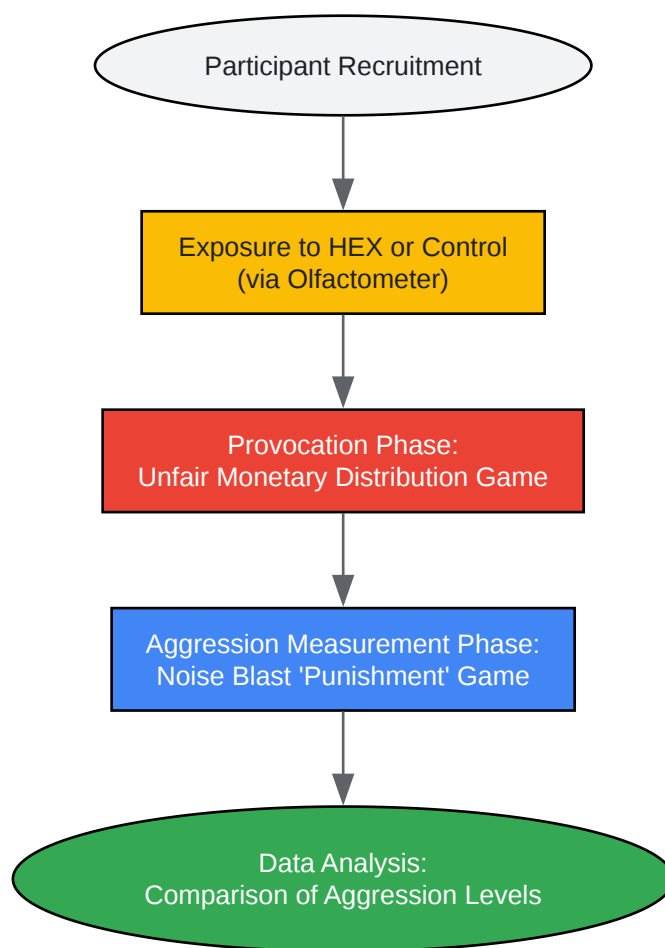 Participant Recruitment
Exposure to HEX or Control
(via Olfactometer)
Provocation Phase:
Unfair Monetary Distribution Game
Aggression Measurement Phase:
Noise Blast 'Punishment' Game
Data Analysis:
Comparison of Aggression Levels